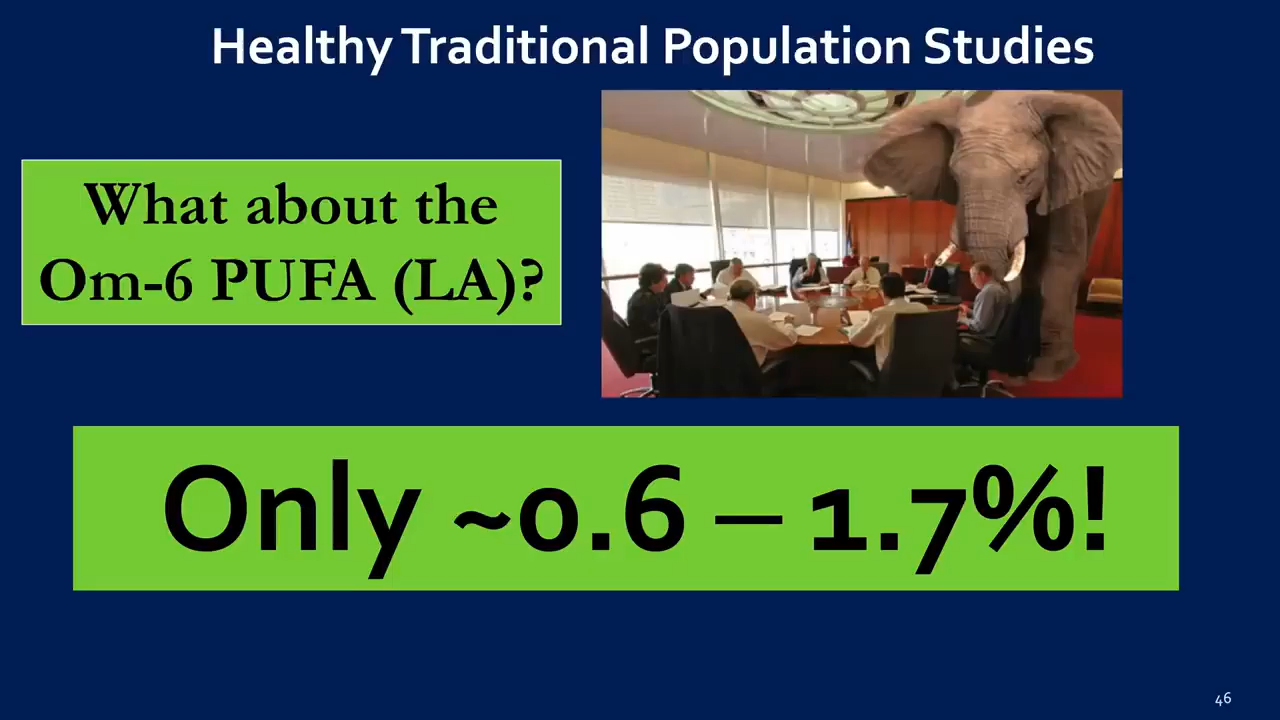 Healthy Traditional Population Studies
What about the
Om-6 PUFA (LA)?
Only ~0.6 – 1.7%!
46